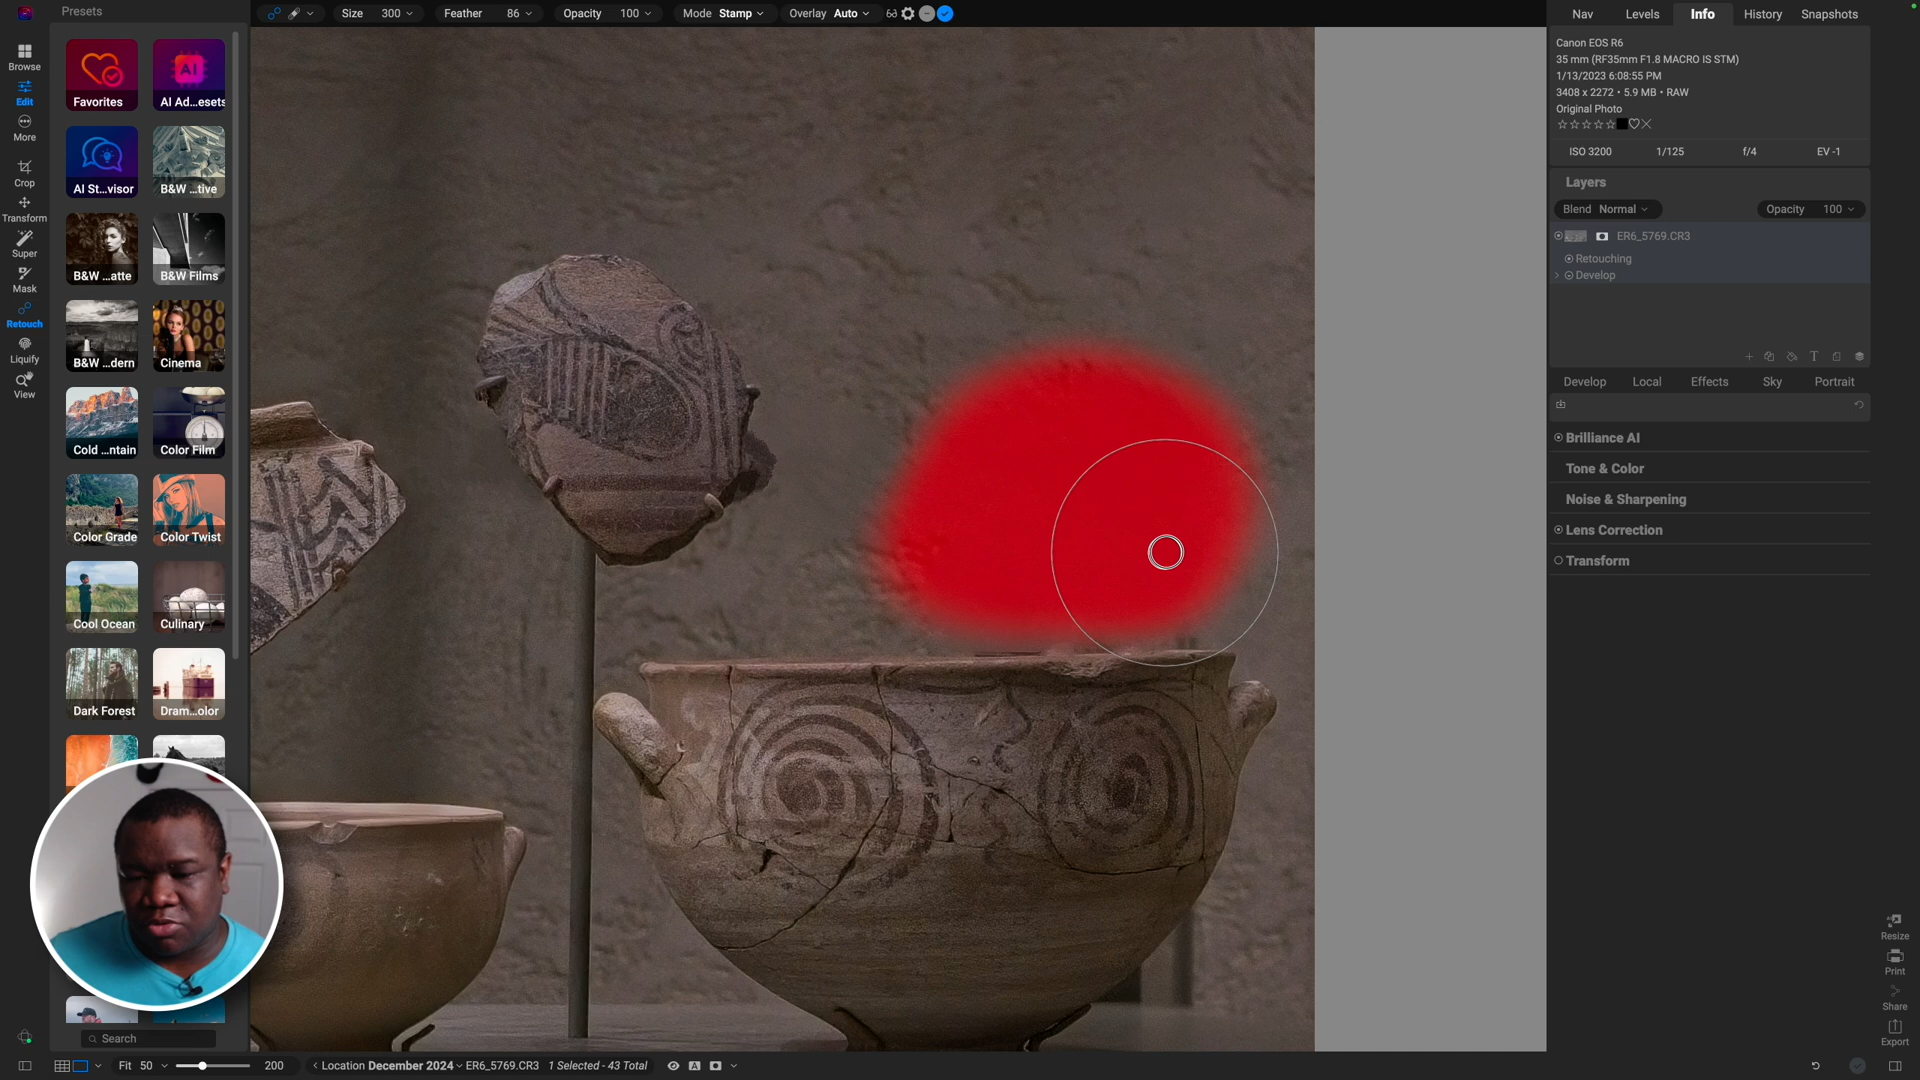 Presets
Size 300 Feather 86 Opacity 100 Mode Stamp Overlay Auto
Nav Levels Info History Snapshots
Browse
Edit
More
Crop
Transform
Super
Mask
Retouch
Liquify
View
Favorites
AI Ad...esets
AI St...visor
B&W ...tive
B&W ...atte
B&W Films
B&W ...dern
Cinema
Cold ...ntain
Color Film
Color Grade
Color Twist
Cool Ocean
Culinary
Dark Forest
Dram...olor
Search
Canon EOS R6
35 mm (RF35mm F1.8 MACRO IS STM)
1/13/2023 6:08:55 PM
3408 x 2272 • 5.9 MB • RAW
Original Photo
ISO 3200 1/125 f/4 EV -1
Layers
Blend Normal Opacity 100
ER6_5769.CR3
Retouching
Develop
Develop Local Effects Sky Portrait
Brilliance AI
Tone & Color
Noise & Sharpening
Lens Correction
Transform
Resize
Print
Share
Export
Fit 50 200 Location December 2024 ER6_5769.CR3 1 Selected - 43 Total